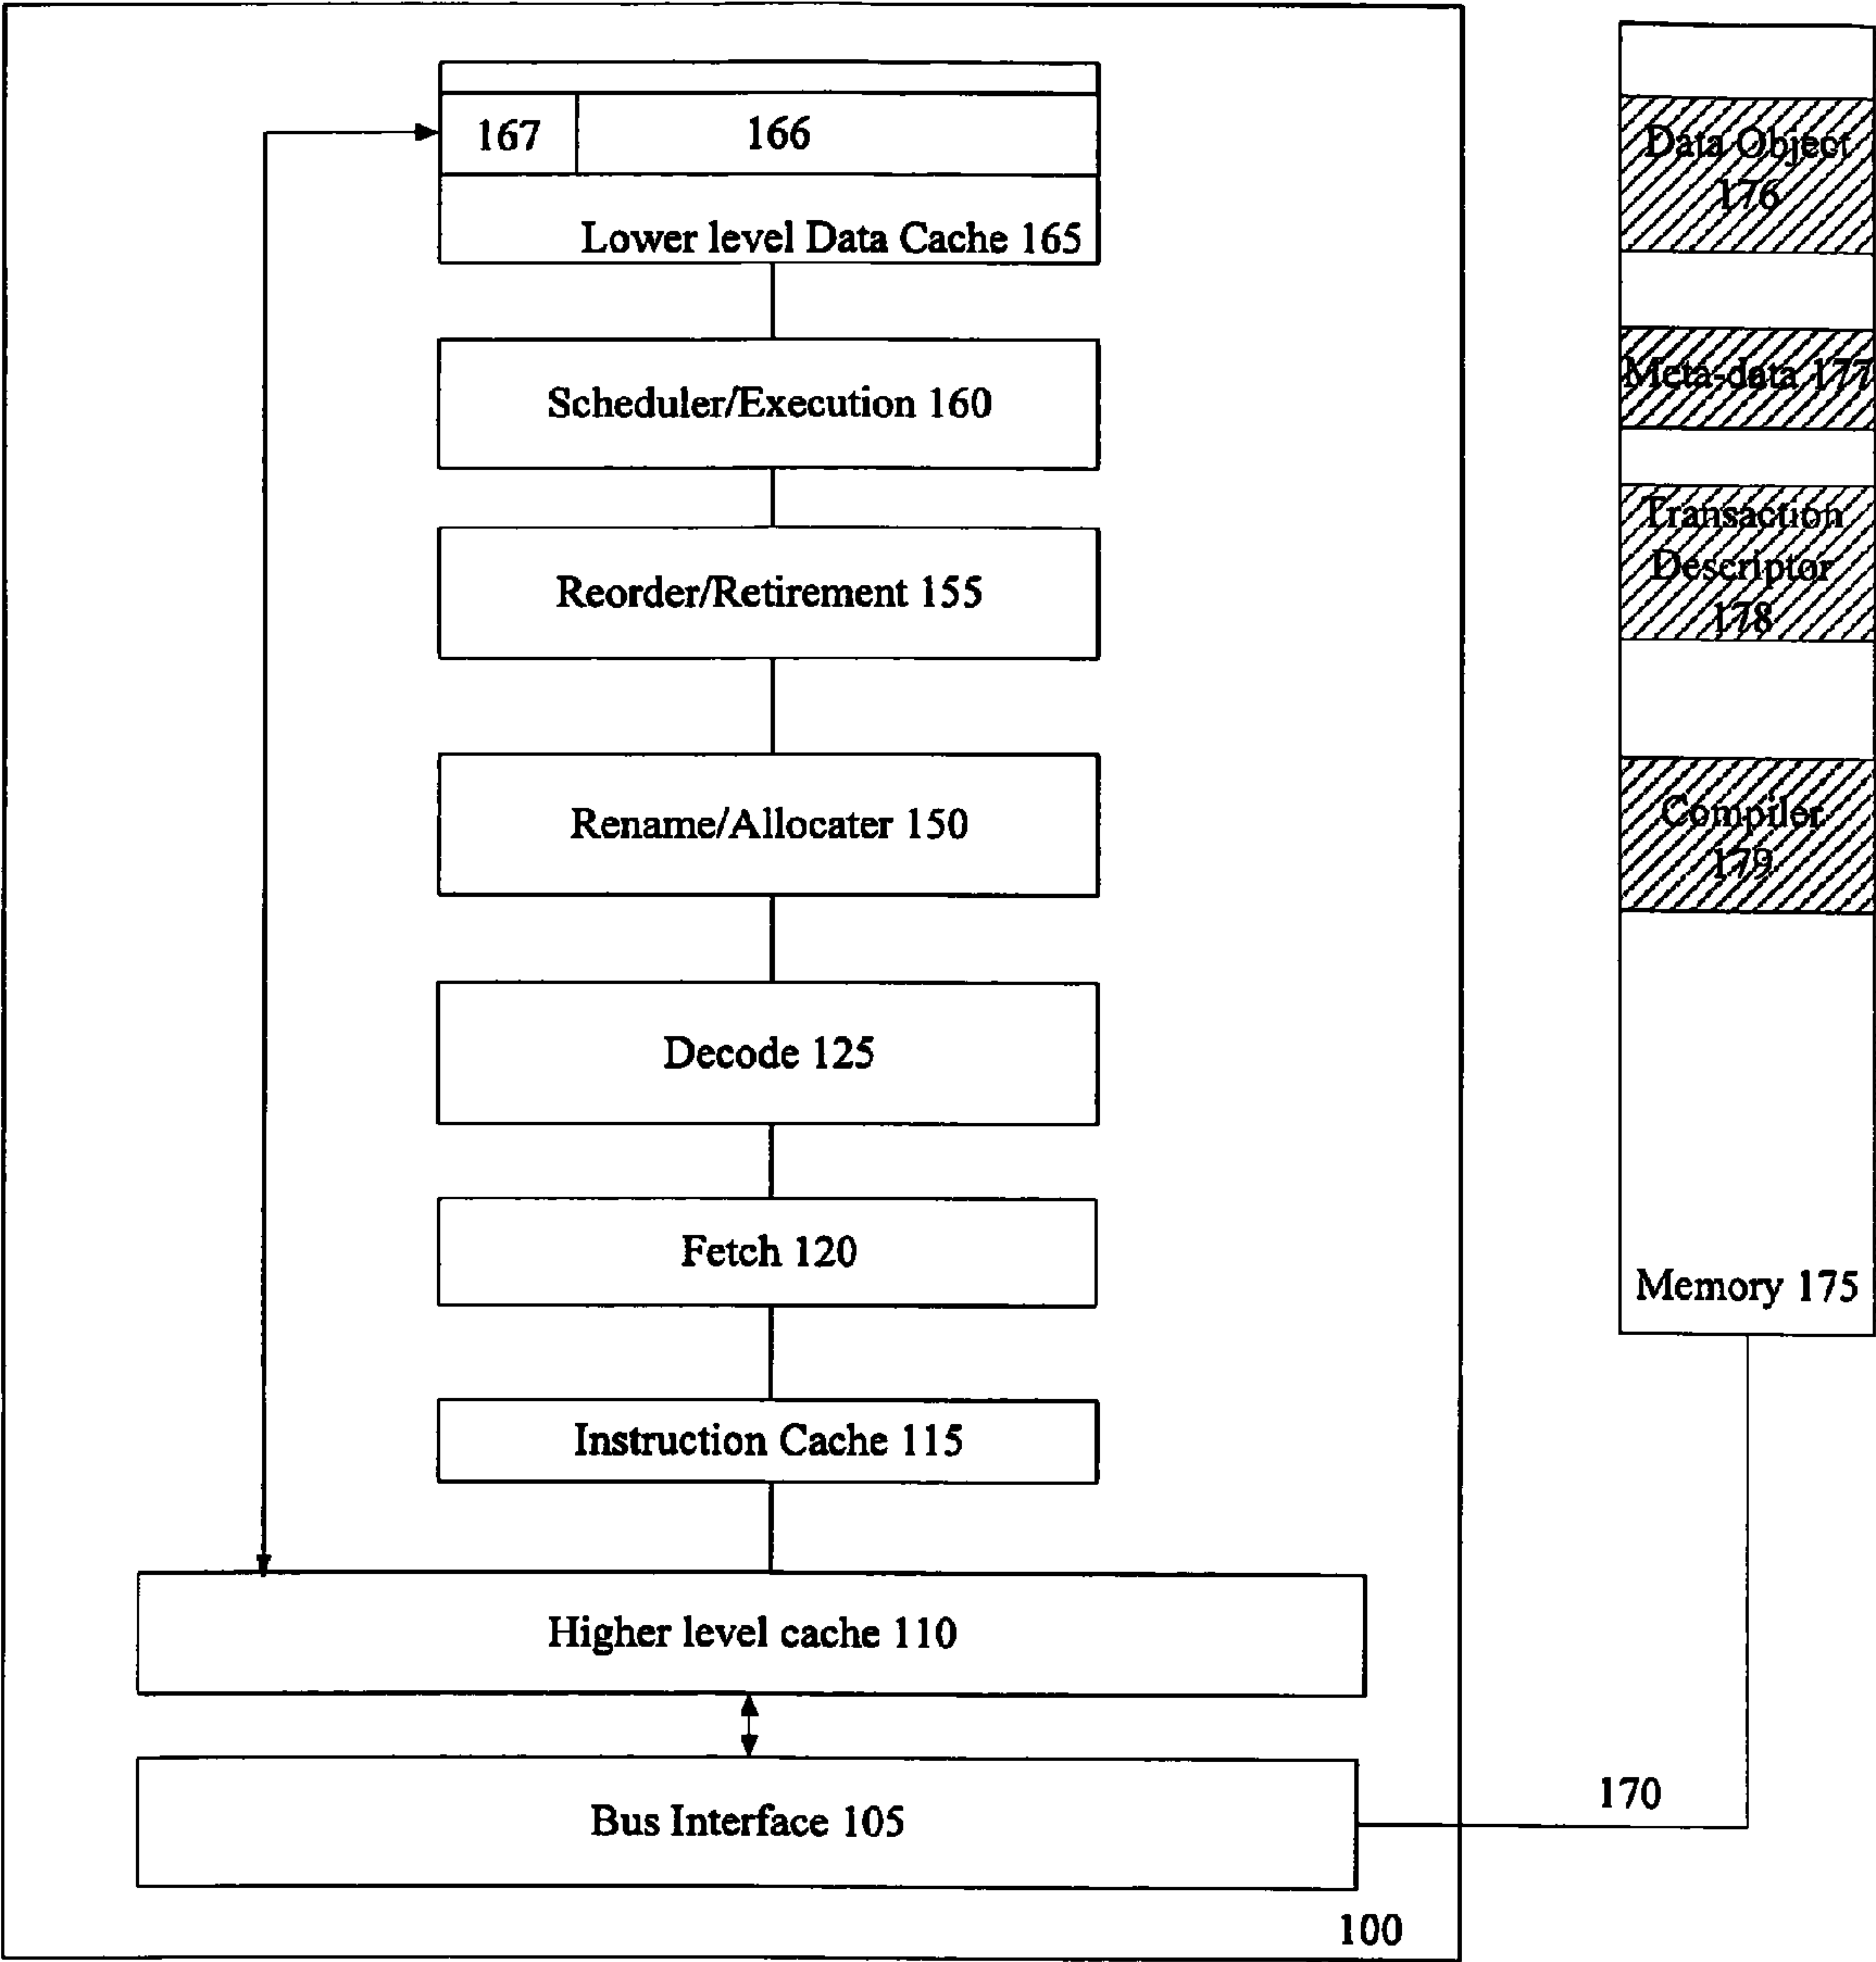 167
166
Lower level Data Cache 165
Scheduler/Execution 160
Reorder/Retirement 155
Rename/Allocater 150
Decode 125
Fetch 120
Instruction Cache 115
Higher level cache 110
Bus Interface 105
100
170
Data Object
176
Meta-data 177
Transaction
Descriptor
178
Compiler
179
Memory 175